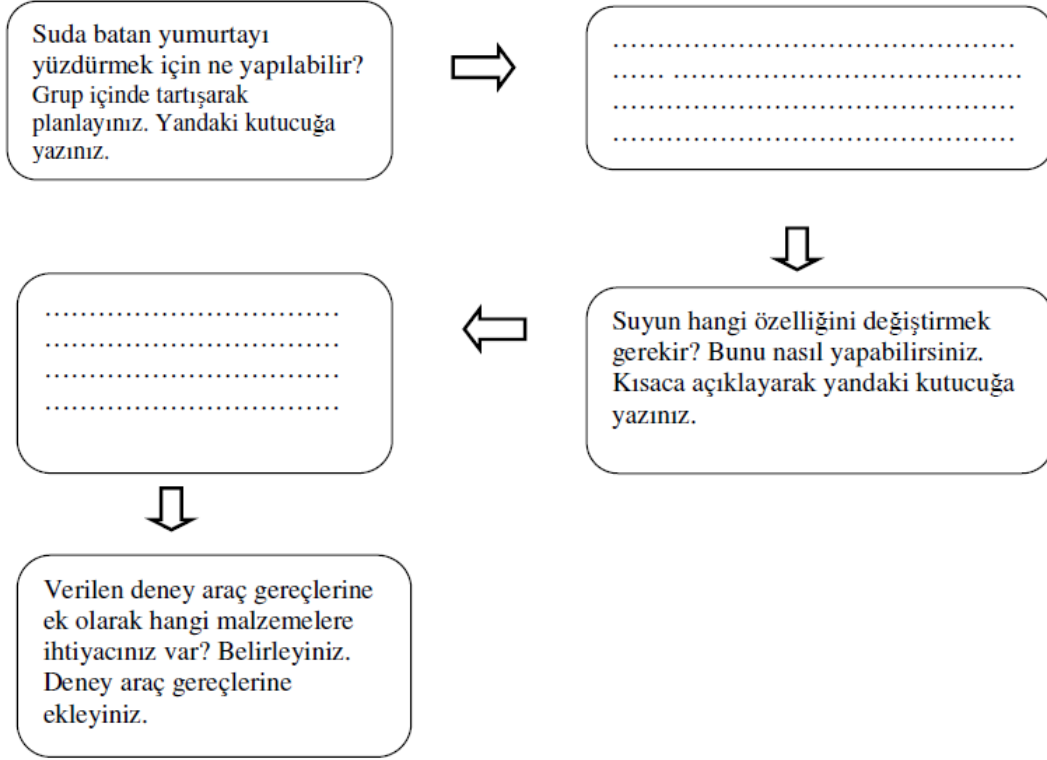 Suda batan yumurtayı
yüzdürmek için ne yapılabilir?
Grup içinde tartışarak
planlayınız. Yandaki kutucuğa
yazınız.
………………………………………
…… …………………………………
………………………………………
………………………………………
Suyun hangi özelliğini değiştirmek
gerekir? Bunu nasıl yapabilirsiniz.
Kısaca açıklayarak yandaki kutucuğa
yazınız.
……………………………
……………………………
……………………………
……………………………
Verilen deney araç gereçlerine
ek olarak hangi malzemelere
ihtiyacınız var? Belirleyiniz.
Deney araç gereçlerine
ekleyiniz.